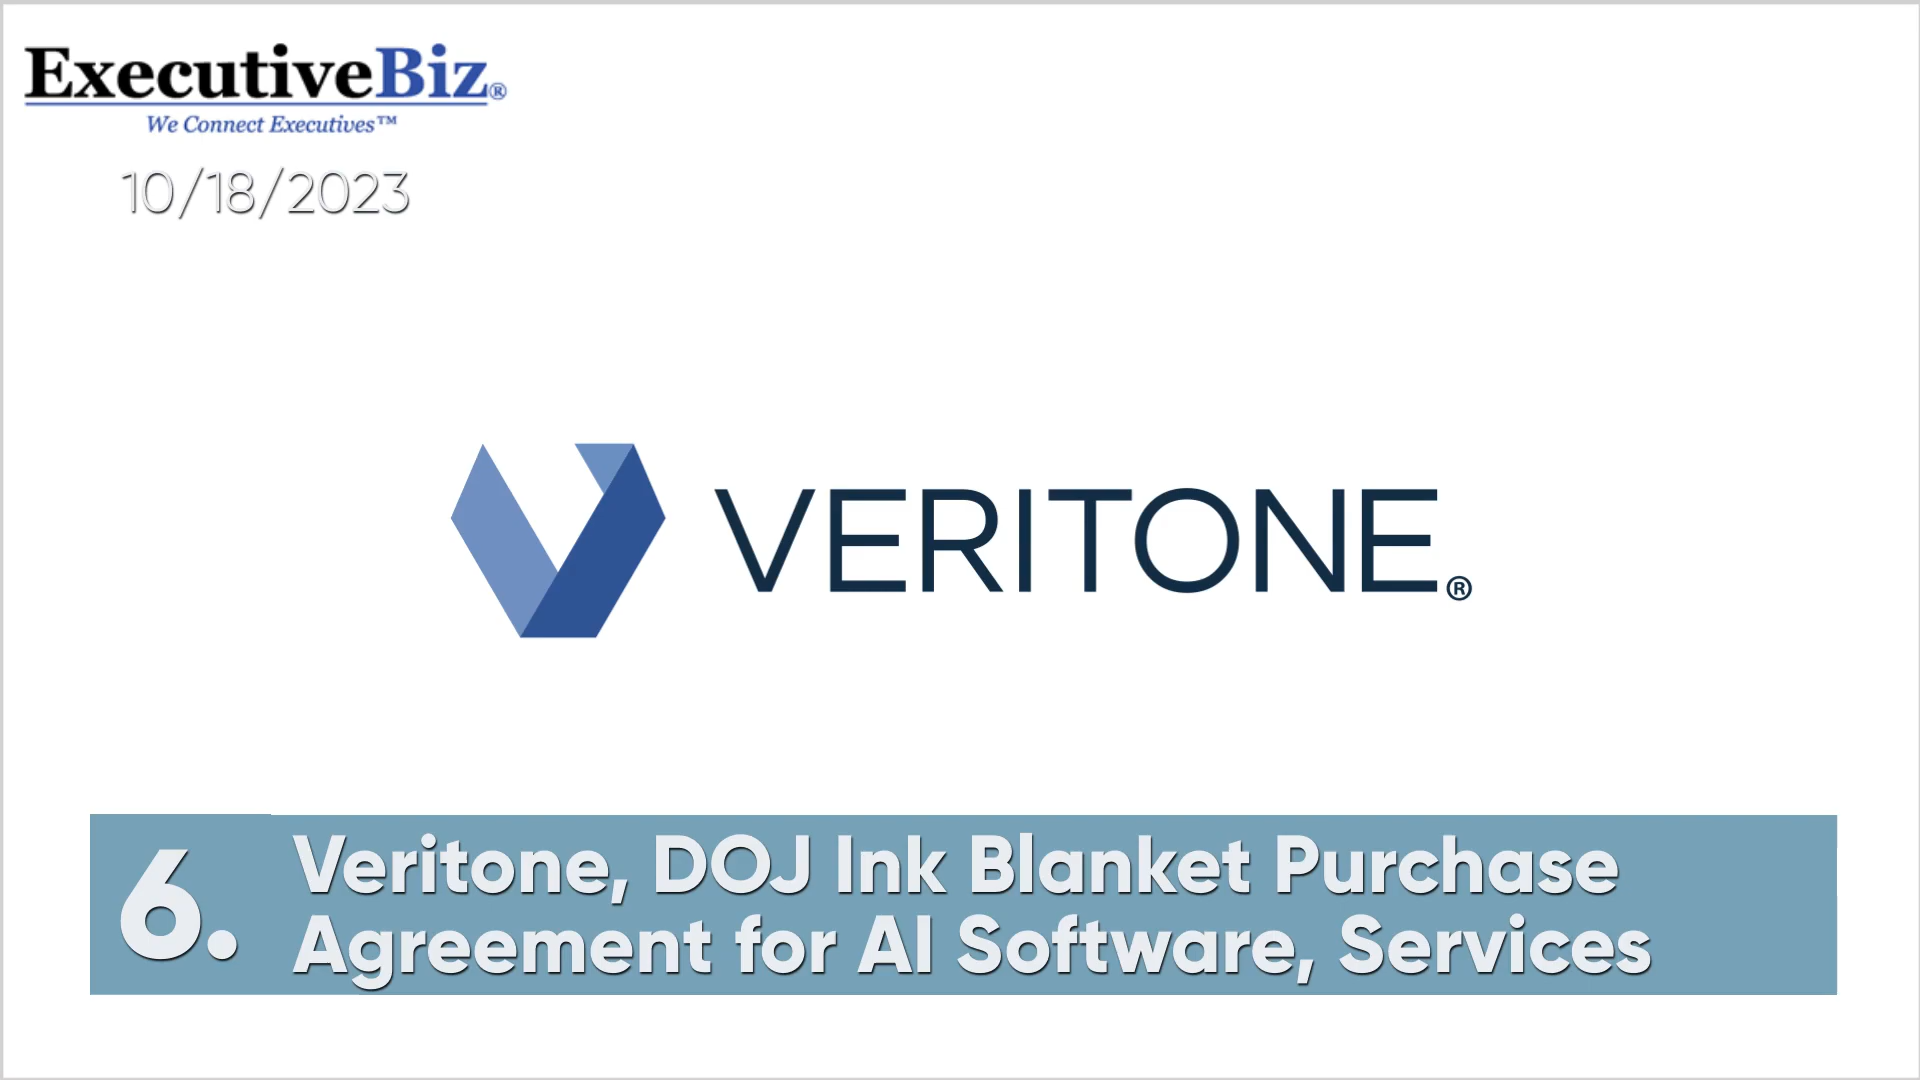 ExecutiveBiz®
We Connect Executives™
10/18/2023
VERITONE®
6.
Veritone, DOJ Ink Blanket Purchase
Agreement for AI Software, Services